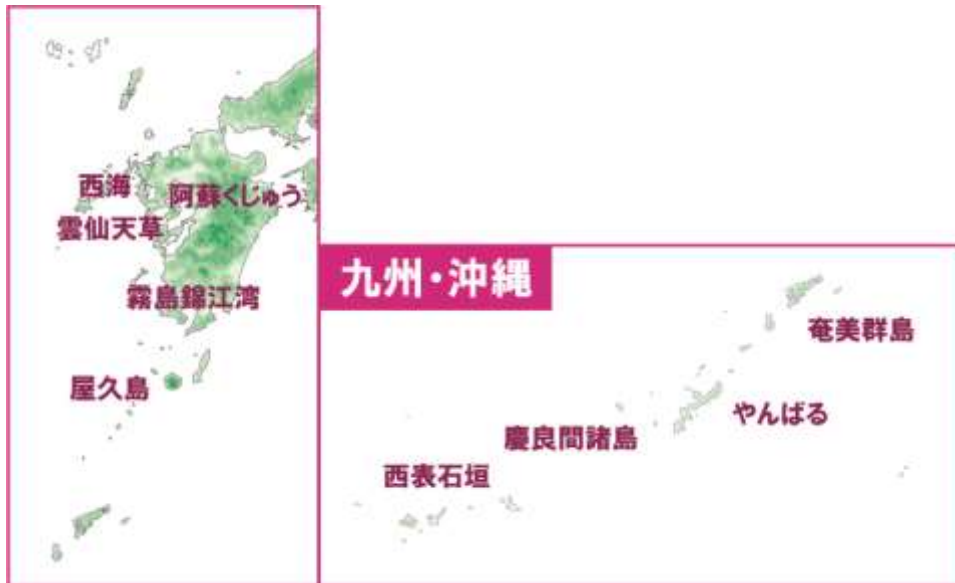 西海
阿蘇くじゅう
雲仙天草
霧島錦江湾
屋久島
九州・沖縄
奄美群島
やんばる
慶良間諸島
西表石垣